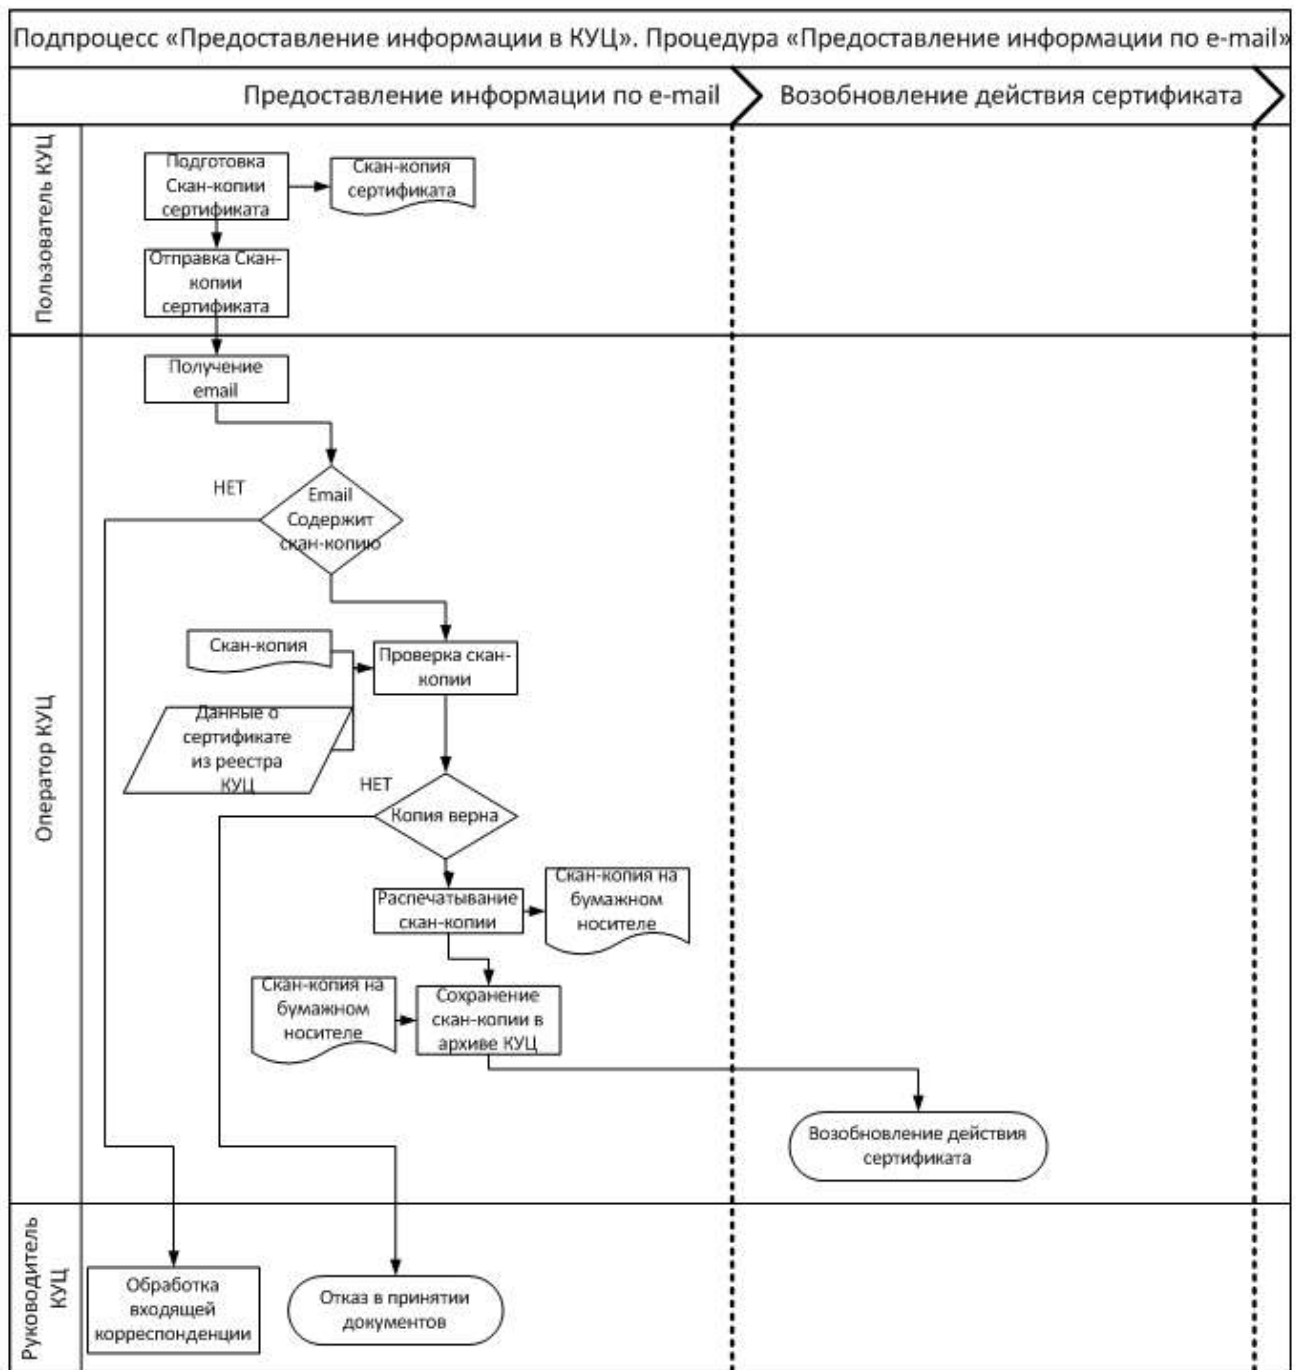 Подпроцесс «Предоставление информации в КУЦ». Процедура «Предоставление информации по e-mail»
Предоставление информации по e-mail
Возобновление действия сертификата
Пользователь КУЦ
Подготовка
Скан-копии
сертификата
Скан-копия
сертификата
Отправка Скан-
копии
сертификата
Оператор КУЦ
Получение
email
НЕТ
Email
Содержит
скан-копию
Скан-копия
Проверка скан-
копии
Данные о
сертификате
из реестра
КУЦ
НЕТ
Копия верна
Распечатывание
скан-копии
Скан-копия на
бумажном
носителе
Скан-копия на
бумажном
носителе
Сохранение
скан-копии в
архиве КУЦ
Возобновление действия
сертификата
Руководитель
КУЦ
Обработка
входящей
корреспонденции
Отказ в принятии
документов